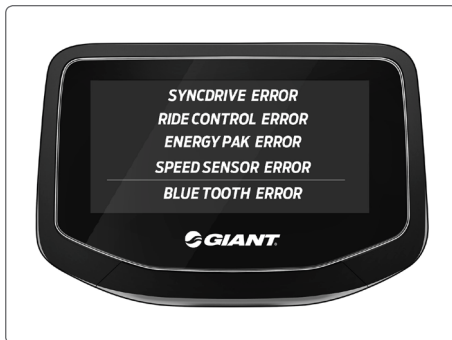 SYNCDRIVE ERROR
RIDE CONTROL ERROR
ENERGY PAK ERROR
SPEED SENSOR ERROR
BLUE TOOTH ERROR
GIANT